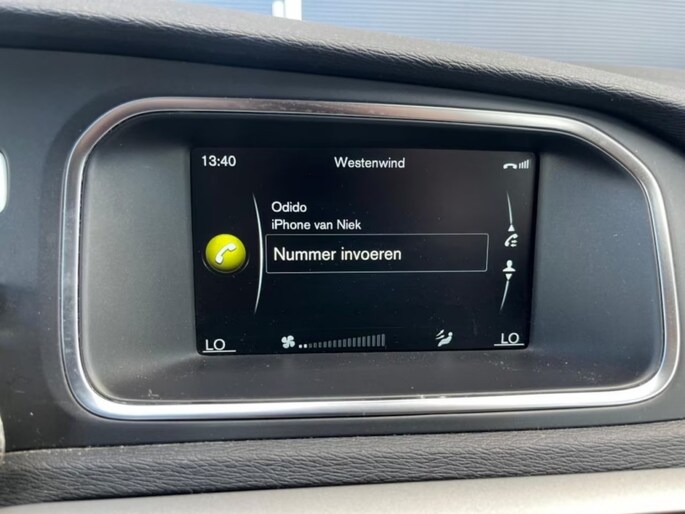 13:40 Westenwind
Odido
iPhone van Niek
Nummer invoeren
LO LO